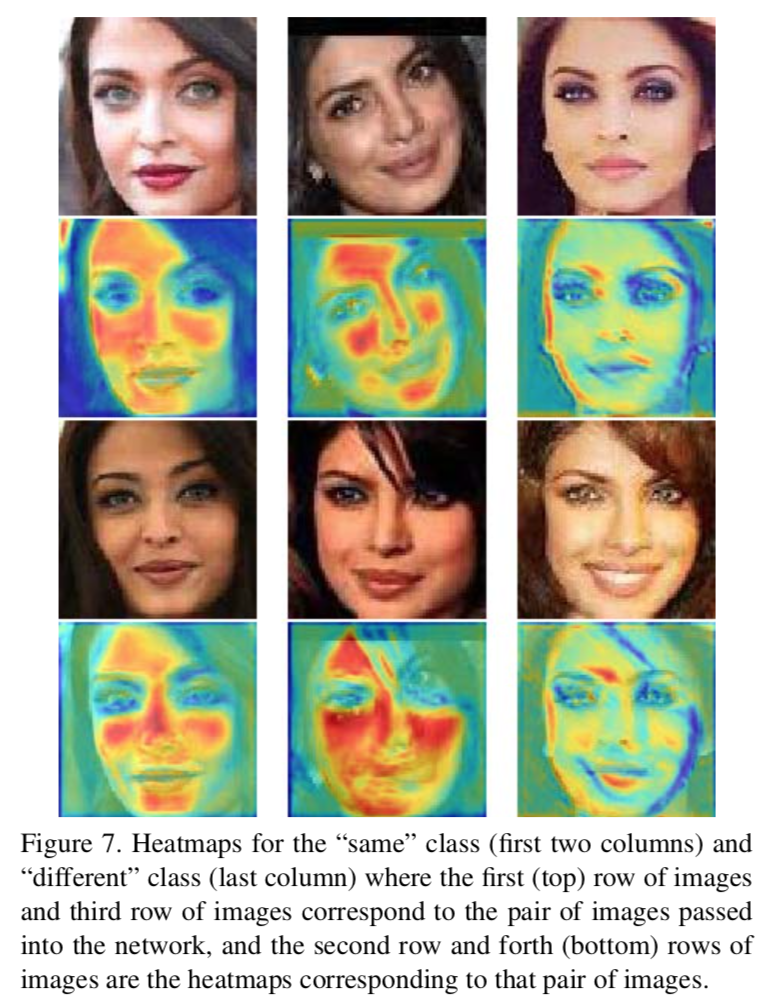 Figure 7. Heatmaps for the “same” class (first two columns) and
“different” class (last column) where the first (top) row of images
and third row of images correspond to the pair of images passed
into the network, and the second row and forth (bottom) rows of
images are the heatmaps corresponding to that pair of images.